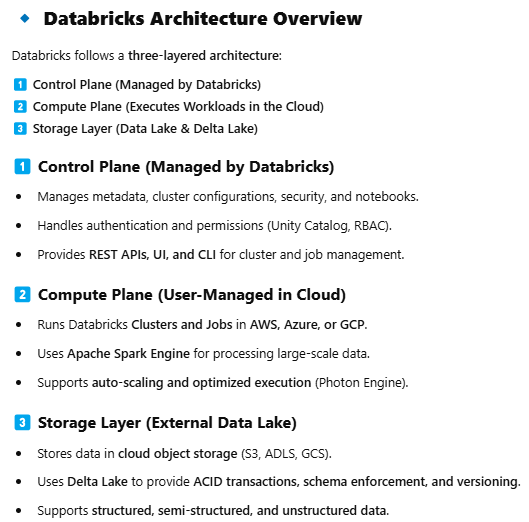 🔹 Databricks Architecture Overview
Databricks follows a three-layered architecture:
1️⃣ Control Plane (Managed by Databricks)
2️⃣ Compute Plane (Executes Workloads in the Cloud)
3️⃣ Storage Layer (Data Lake & Delta Lake)
1️⃣ Control Plane (Managed by Databricks)
• Manages metadata, cluster configurations, security, and notebooks.
• Handles authentication and permissions (Unity Catalog, RBAC).
• Provides REST APIs, UI, and CLI for cluster and job management.
2️⃣ Compute Plane (User-Managed in Cloud)
• Runs Databricks Clusters and Jobs in AWS, Azure, or GCP.
• Uses Apache Spark Engine for processing large-scale data.
• Supports auto-scaling and optimized execution (Photon Engine).
3️⃣ Storage Layer (External Data Lake)
• Stores data in cloud object storage (S3, ADLS, GCS).
• Uses Delta Lake to provide ACID transactions, schema enforcement, and versioning.
• Supports structured, semi-structured, and unstructured data.